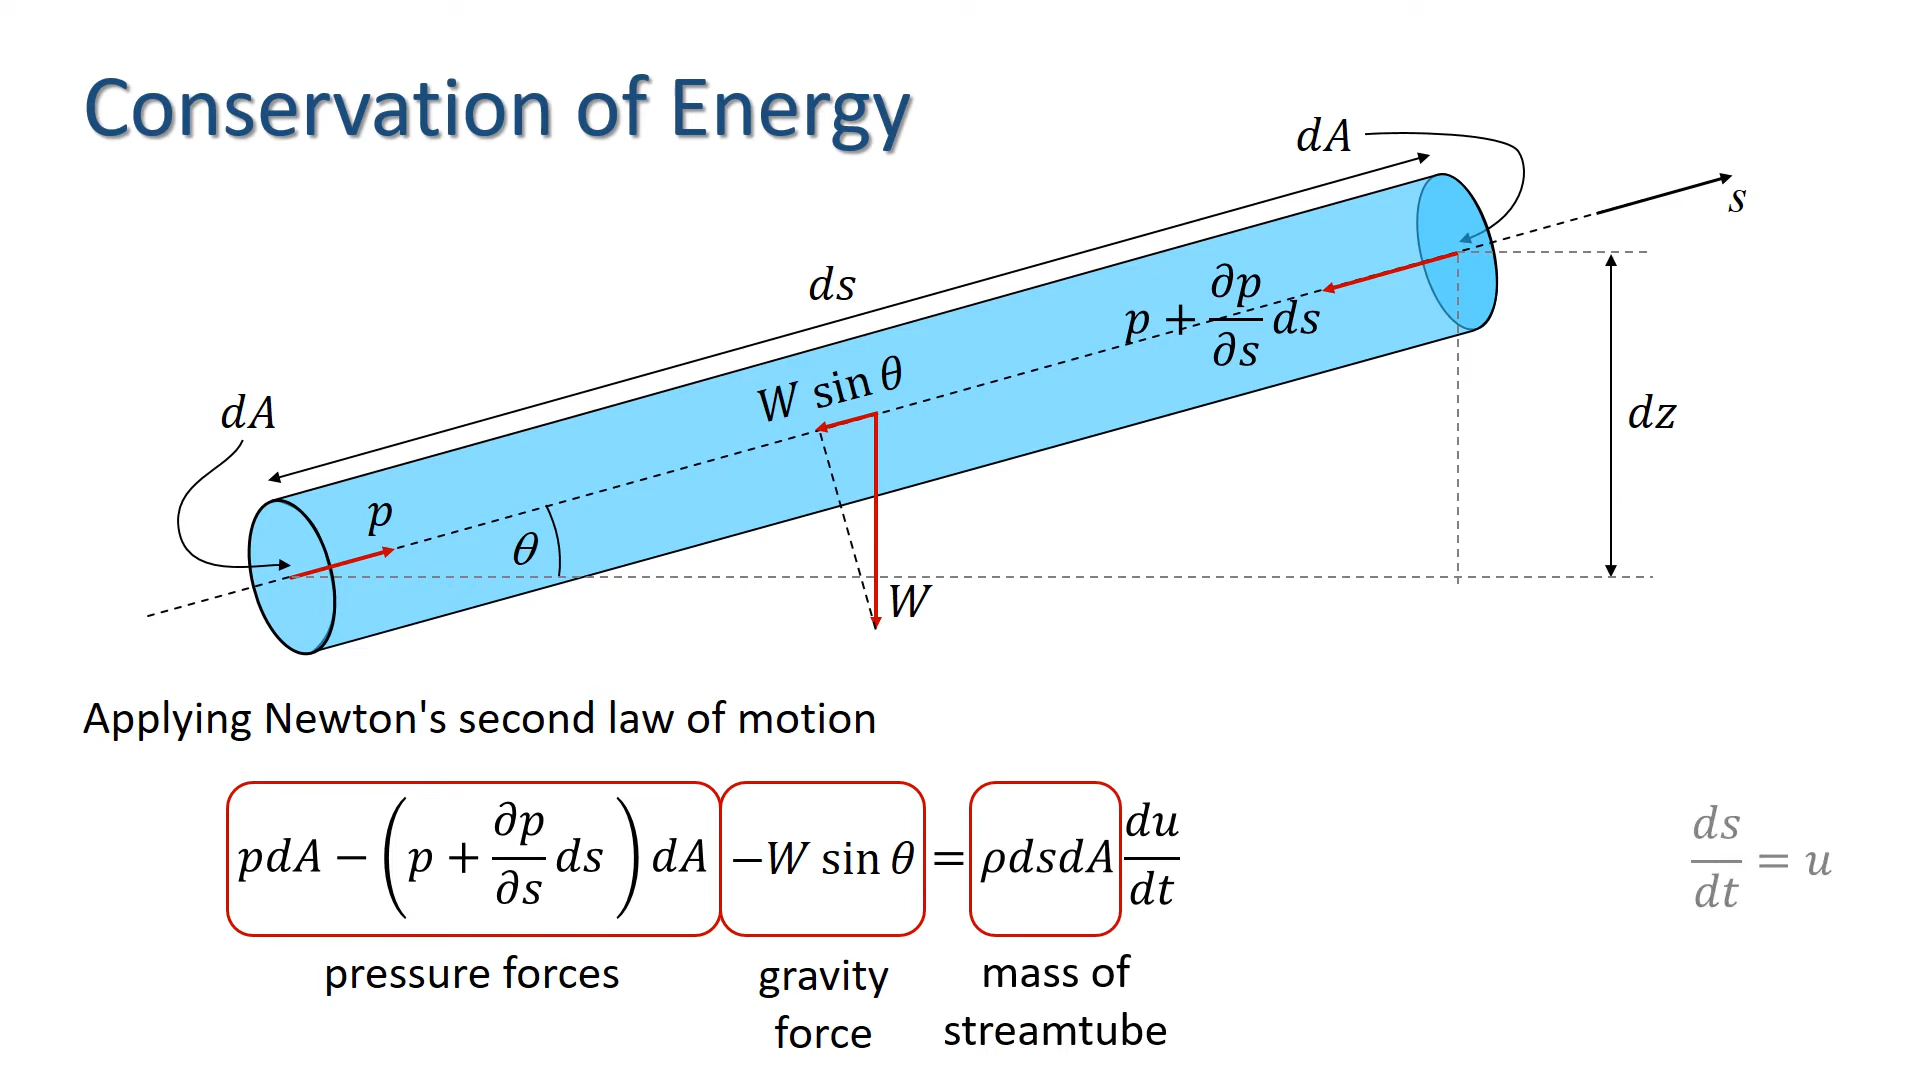 Conservation of Energy
dA
s
ds
p + ∂p/∂s ds
W sin θ
dA
dz
p
θ
W
Applying Newton's second law of motion
pdA − (p + ∂p/∂s ds) dA −W sin θ = ρdsdA du/dt
ds/dt = u
pressure forces
gravity
force
mass of
streamtube